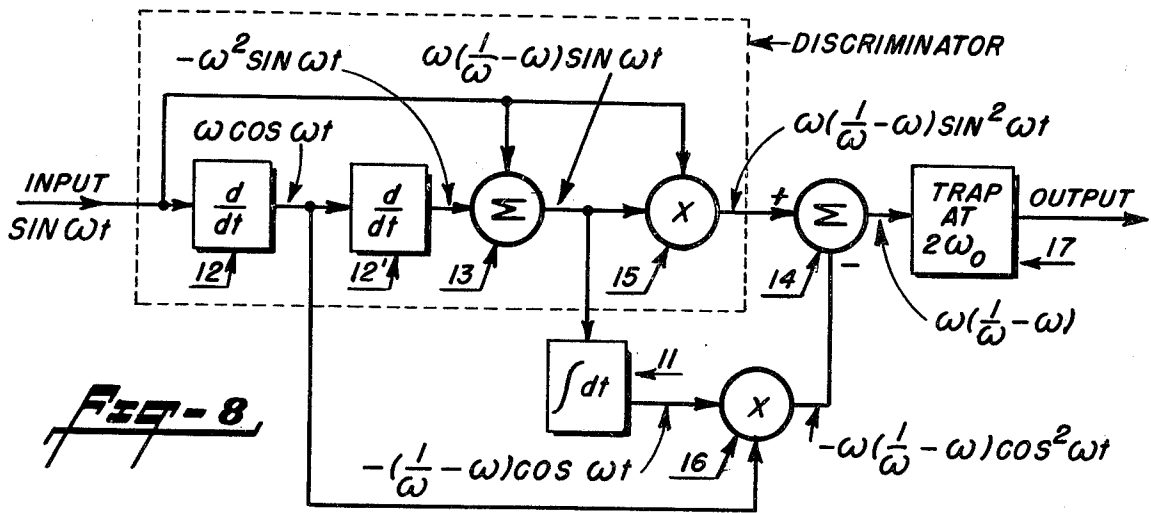 DISCRIMINATOR
-ω² SIN ωt
ω(1/ω - ω) SIN ωt
ω COS ωt
ω(1/ω - ω) SIN² ωt
INPUT
SIN ωt
d/dt
d/dt
Σ
X
+
Σ
-
TRAP
AT
2ω₀
OUTPUT
12
12'
13
15
14
17
ω(1/ω - ω)
∫ dt
11
X
16
-(1/ω - ω) COS ωt
-ω(1/ω - ω) COS² ωt
FIG-8